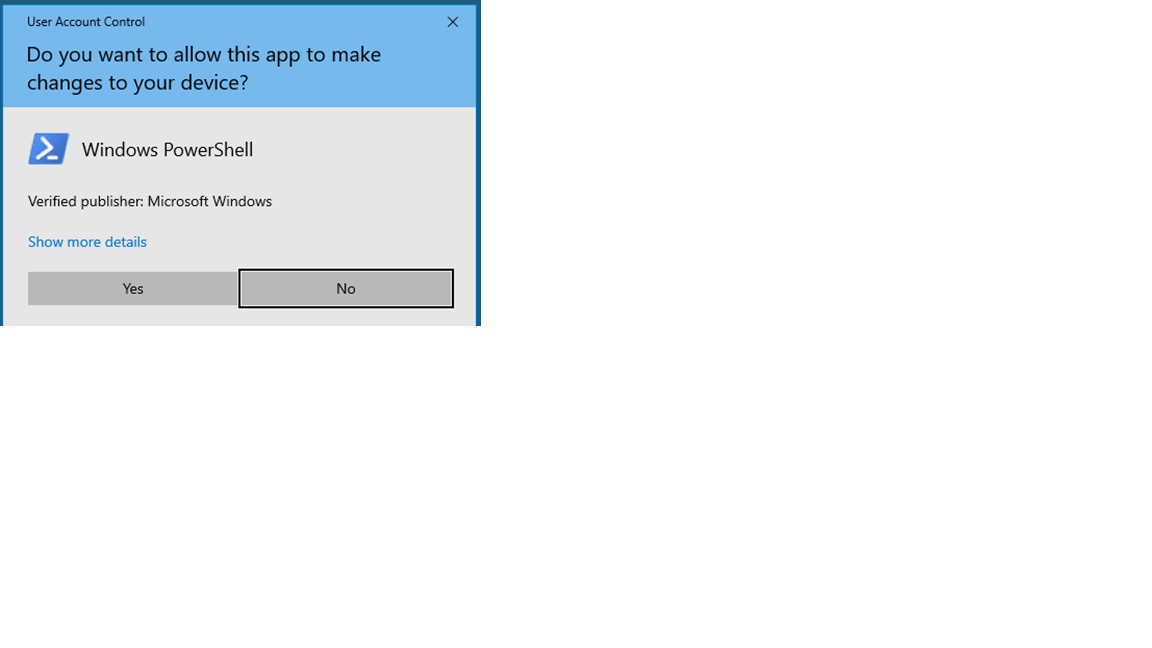 User Account Control
Do you want to allow this app to make
changes to your device?
Windows PowerShell
Verified publisher: Microsoft Windows
Show more details
Yes
No